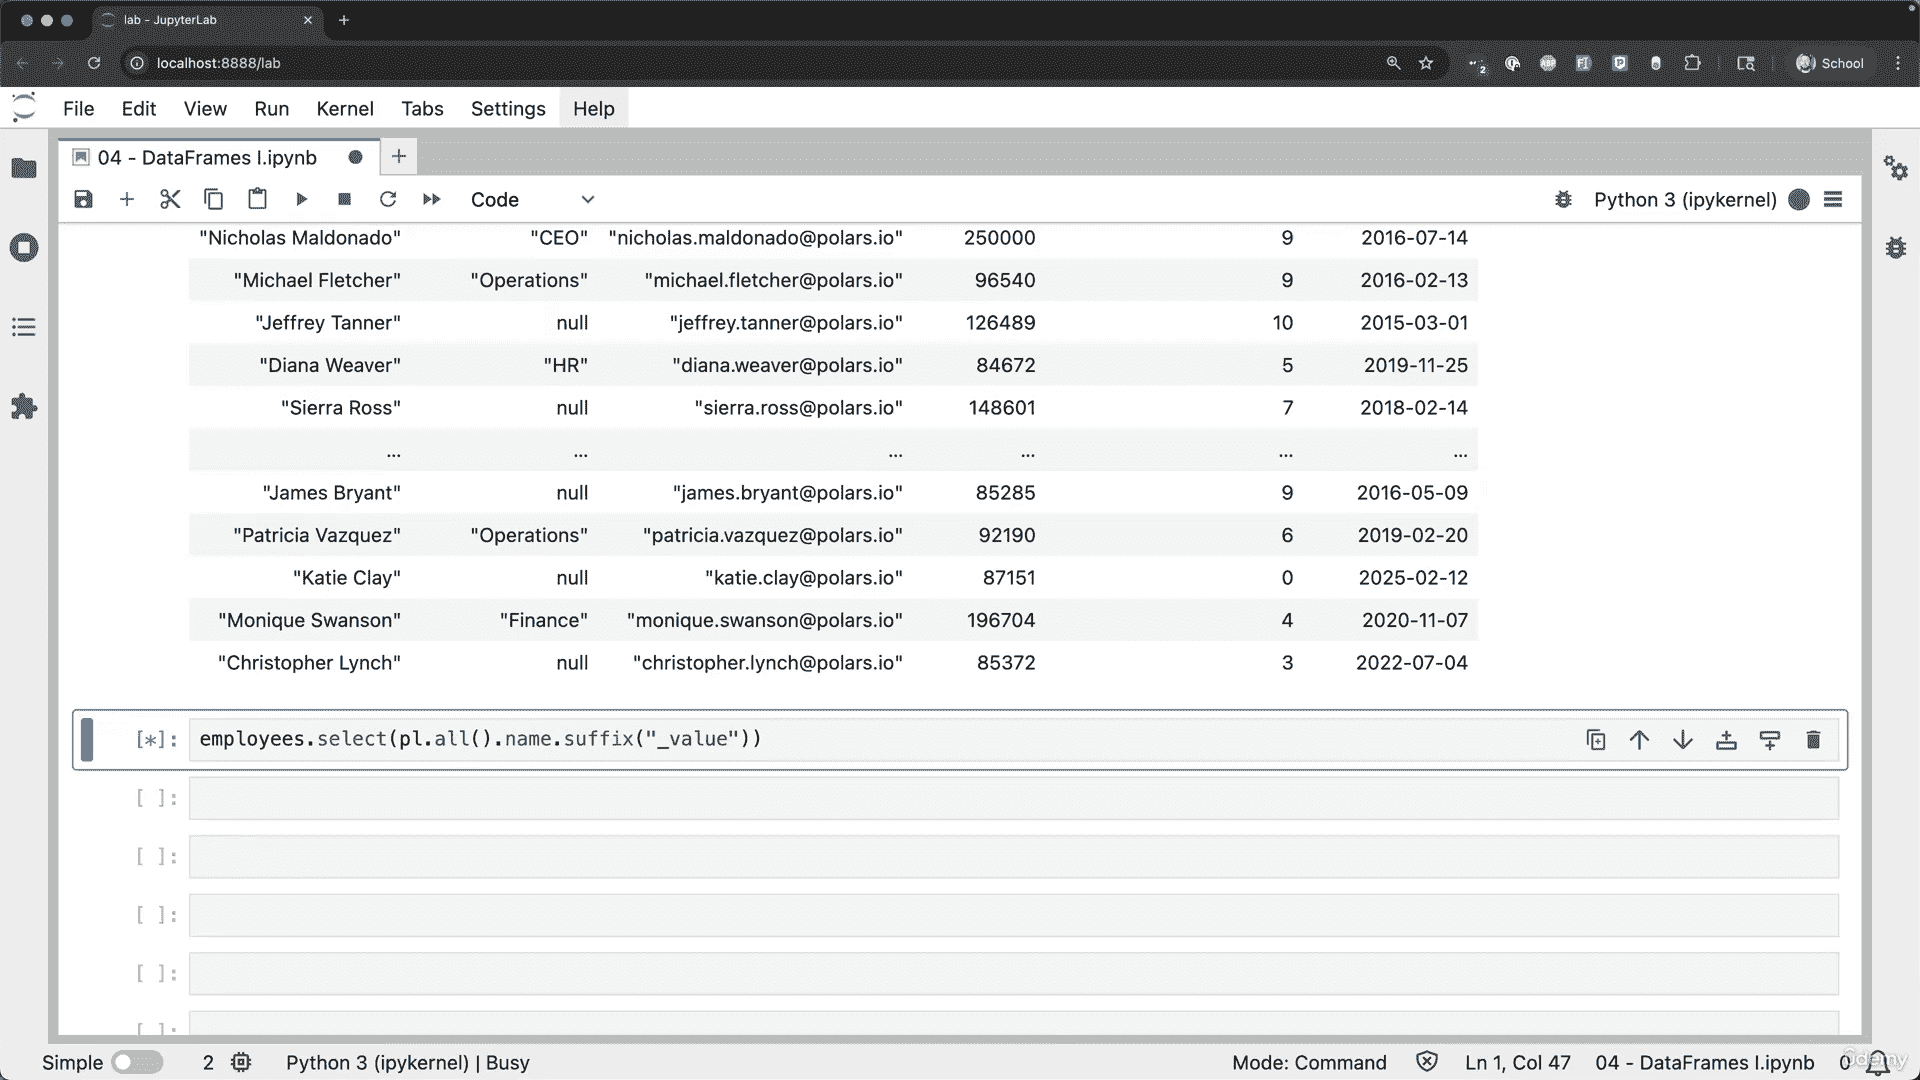 lab - JupyterLab
localhost:8888/lab
2
ABP
School
File Edit View Run Kernel Tabs Settings Help
04 - DataFrames I.ipynb
Code
Python 3 (ipykernel)
"Nicholas Maldonado" "CEO" "nicholas.maldonado@polars.io" 250000 9 2016-07-14
"Michael Fletcher" "Operations" "michael.fletcher@polars.io" 96540 9 2016-02-13
"Jeffrey Tanner" null "jeffrey.tanner@polars.io" 126489 10 2015-03-01
"Diana Weaver" "HR" "diana.weaver@polars.io" 84672 5 2019-11-25
"Sierra Ross" null "sierra.ross@polars.io" 148601 7 2018-02-14
… … … … … …
"James Bryant" null "james.bryant@polars.io" 85285 9 2016-05-09
"Patricia Vazquez" "Operations" "patricia.vazquez@polars.io" 92190 6 2019-02-20
"Katie Clay" null "katie.clay@polars.io" 87151 0 2025-02-12
"Monique Swanson" "Finance" "monique.swanson@polars.io" 196704 4 2020-11-07
"Christopher Lynch" null "christopher.lynch@polars.io" 85372 3 2022-07-04
[*]: employees.select(pl.all().name.suffix("_value"))
[ ]:
[ ]:
[ ]:
[ ]:
[ ]:
Simple 2 Python 3 (ipykernel) | Busy Mode: Command Ln 1, Col 47 04 - DataFrames I.ipynb 0
udemy